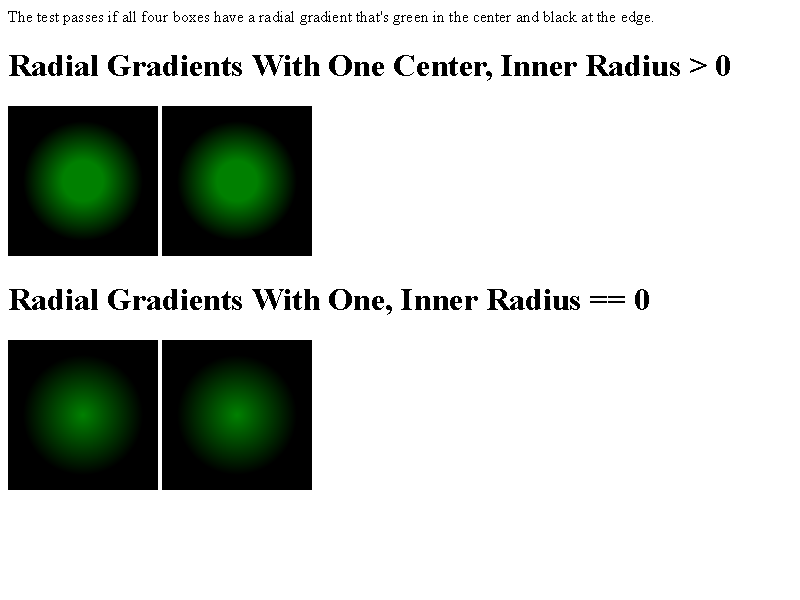 The test passes if all four boxes have a radial gradient that's green in the center and black at the edge.
Radial Gradients With One Center, Inner Radius > 0
Radial Gradients With One, Inner Radius == 0